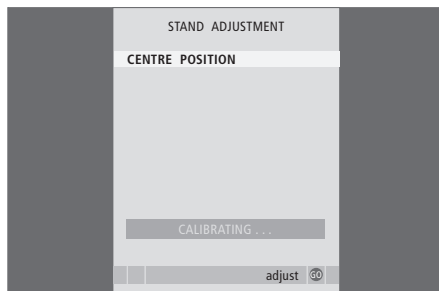 STAND ADJUSTMENT
CENTRE POSITION
CALIBRATING . . .
adjust GO